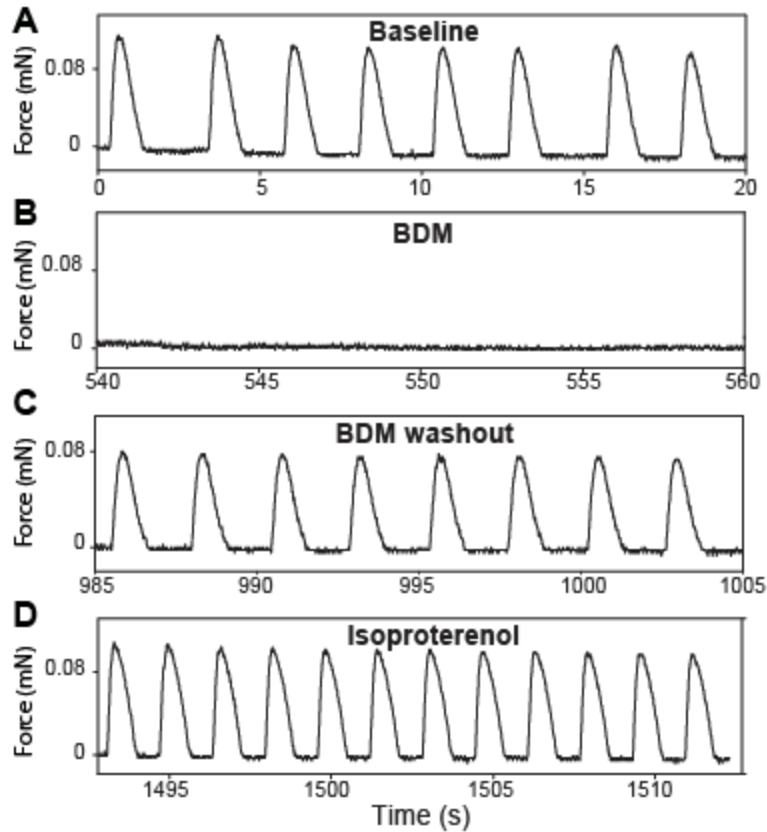 A
Baseline
Force (mN)
0.08
0
0 5 10 15 20
B
BDM
Force (mN)
0.08
0
540 545 550 555 560
C
BDM washout
Force (mN)
0.08
0
985 990 995 1000 1005
D
Isoproterenol
Force (mN)
0.08
0
1495 1500 1505 1510
Time (s)